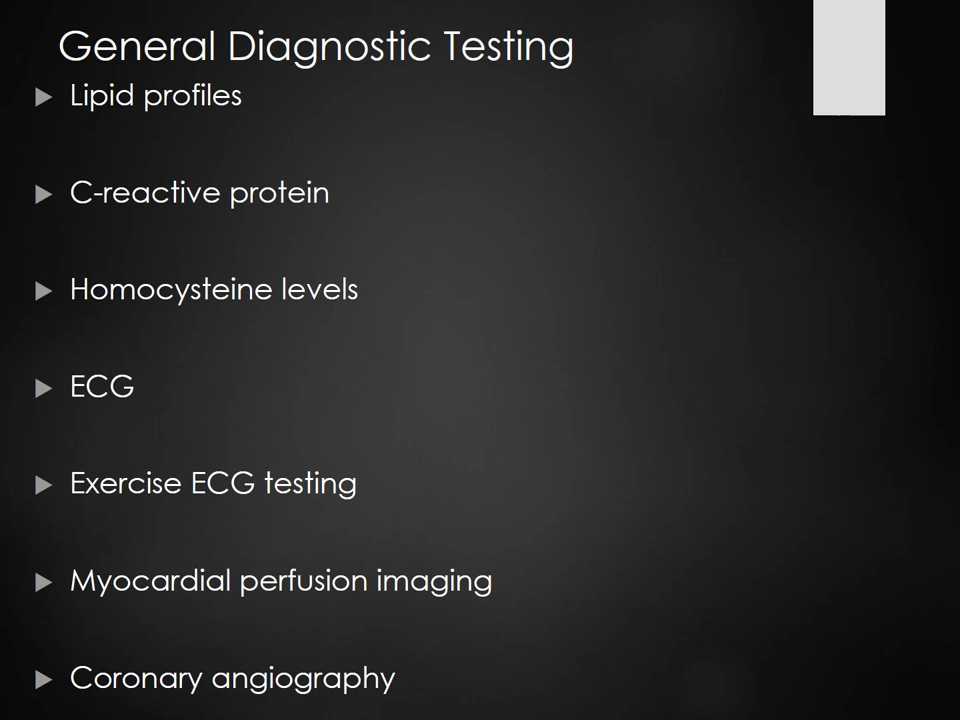 General Diagnostic Testing
Lipid profiles
C-reactive protein
Homocysteine levels
ECG
Exercise ECG testing
Myocardial perfusion imaging
Coronary angiography